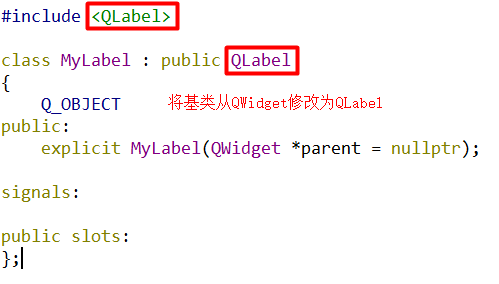 #include <QLabel>
class MyLabel : public QLabel
{
Q_OBJECT 将基类从QWidget修改为QLabel
public:
explicit MyLabel(QWidget *parent = nullptr);
signals:
public slots:
};